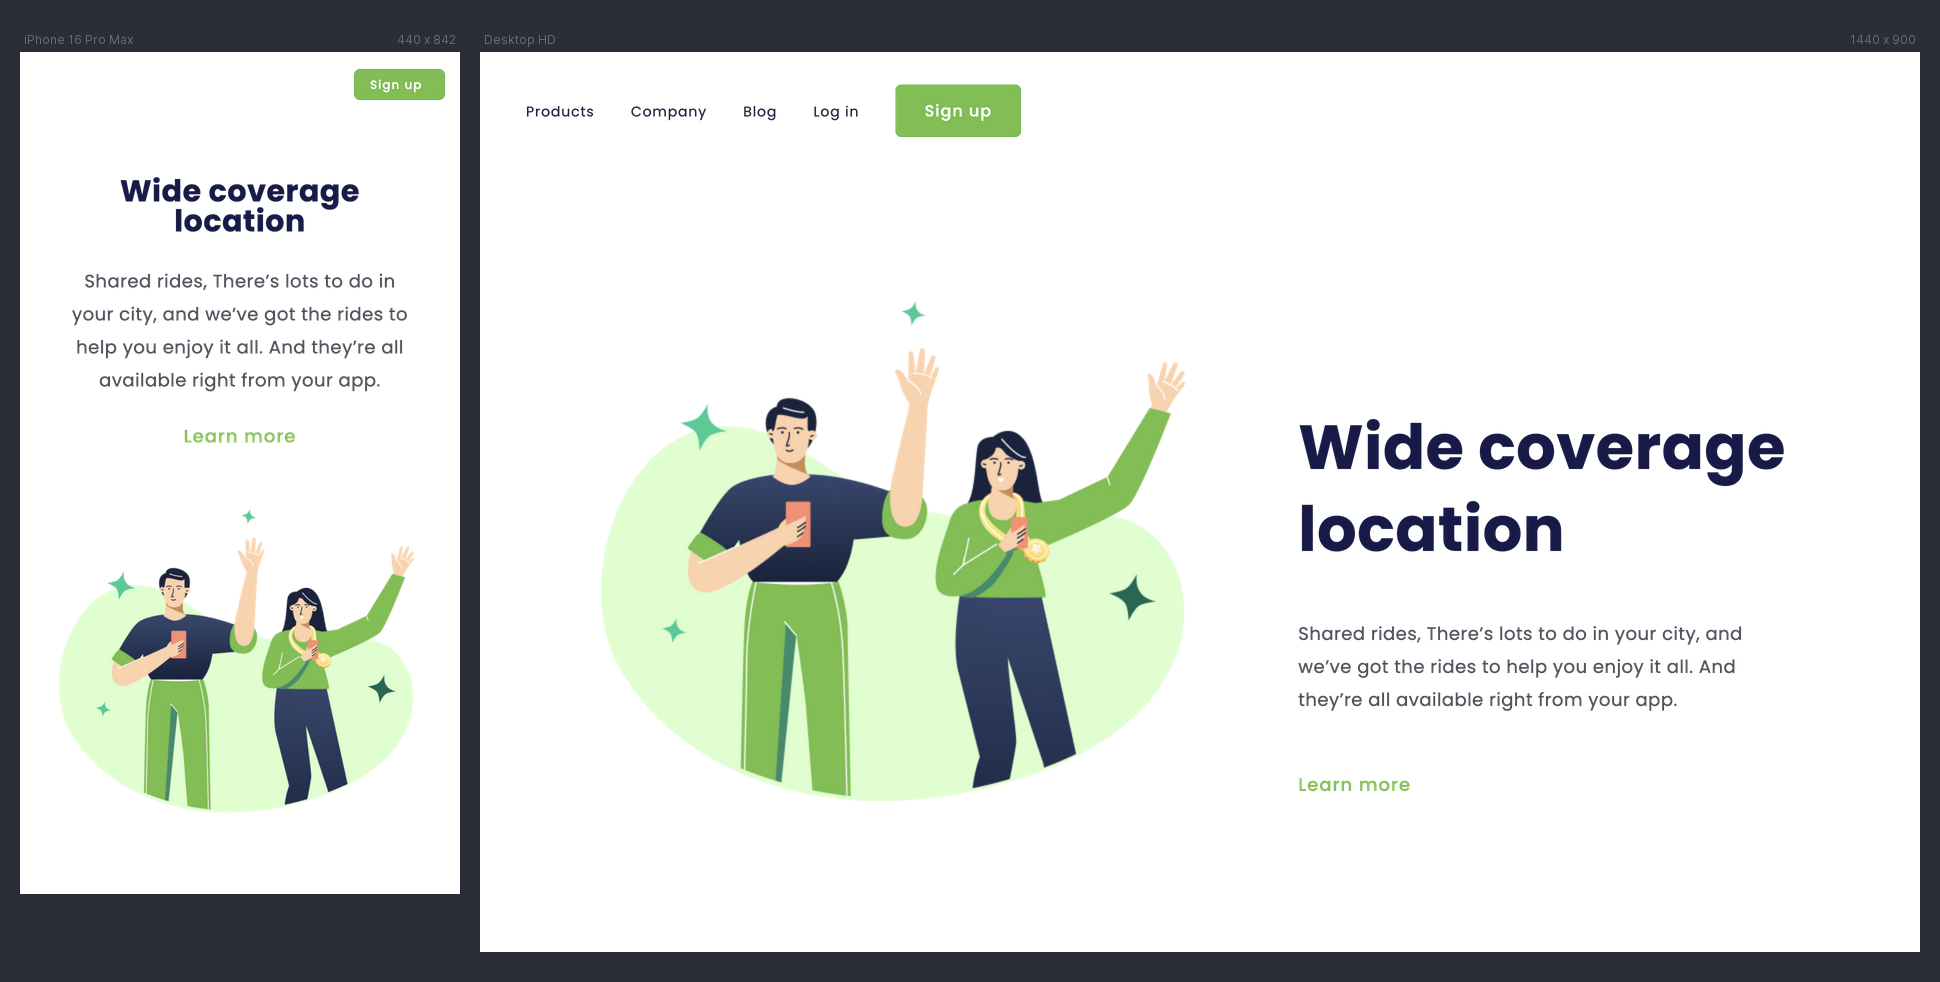 iPhone 16 Pro Max
440 x 842
Sign up
Wide coverage
location
Shared rides, There’s lots to do in
your city, and we’ve got the rides to
help you enjoy it all. And they’re all
available right from your app.
Learn more
Desktop HD
1440 x 900
Products
Company
Blog
Log in
Sign up
Wide coverage
location
Shared rides, There’s lots to do in your city, and
we’ve got the rides to help you enjoy it all. And
they’re all available right from your app.
Learn more